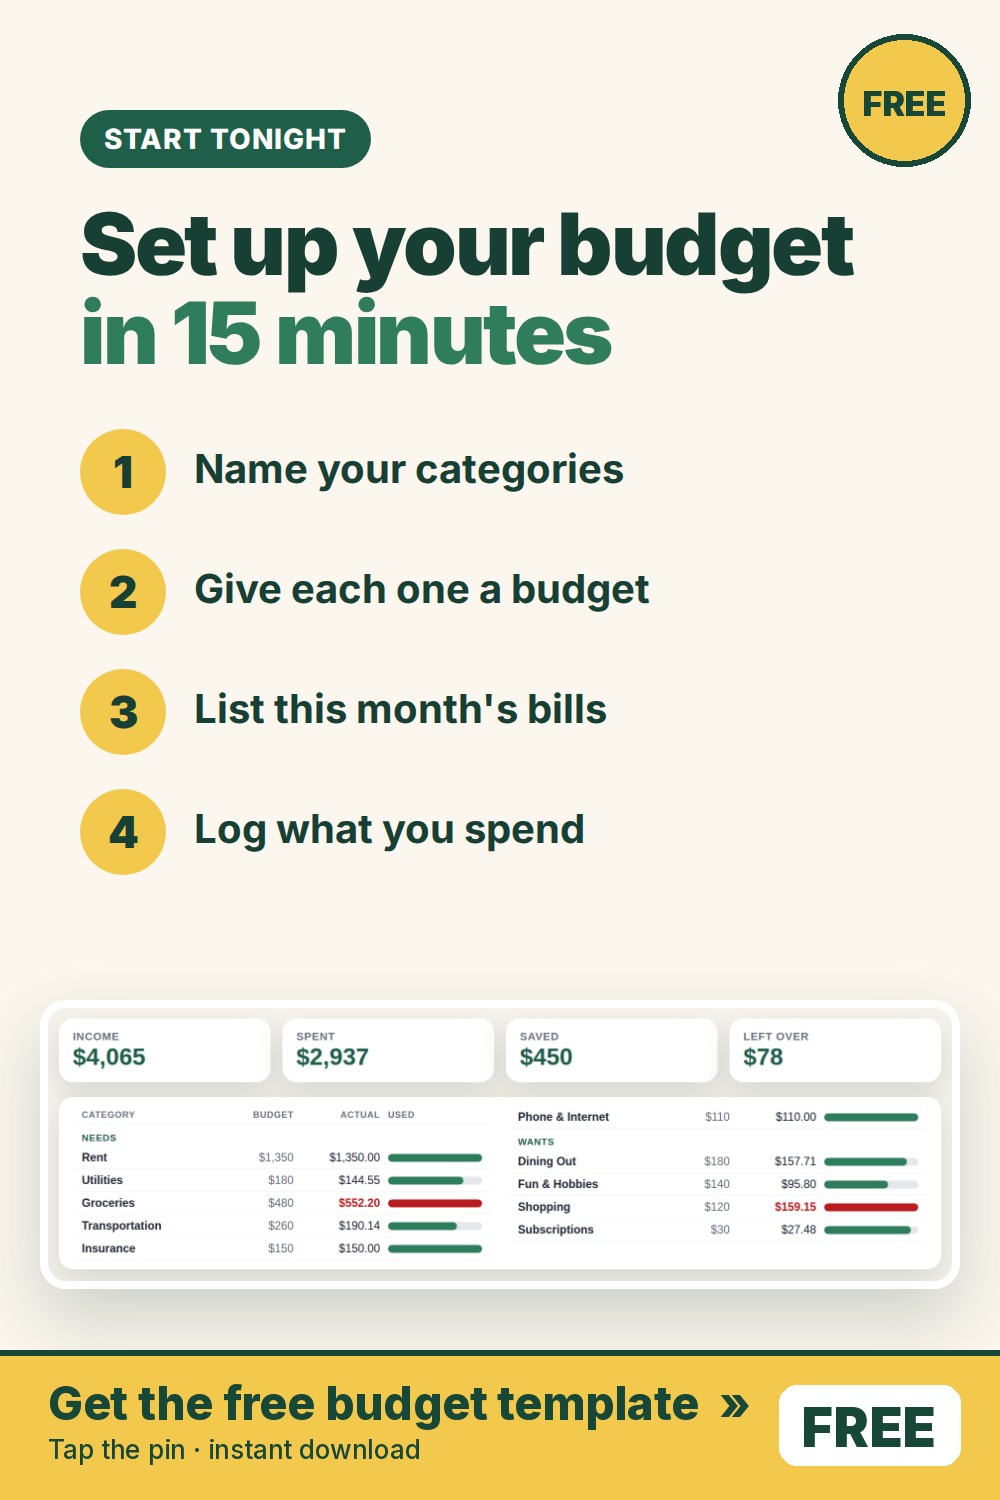 FREE
START TONIGHT
Set up your budget
in 15 minutes
1 Name your categories
2 Give each one a budget
3 List this month's bills
4 Log what you spend
INCOME SPENT SAVED LEFT OVER
$4,065 $2,937 $450 $78
CATEGORY BUDGET ACTUAL USED
NEEDS
Rent $1,350 $1,350.00
Utilities $180 $144.55
Groceries $480 $552.20
Transportation $260 $190.14
Insurance $150 $150.00
Phone & Internet $110 $110.00
WANTS
Dining Out $180 $157.71
Fun & Hobbies $140 $95.80
Shopping $120 $159.15
Subscriptions $30 $27.48
Get the free budget template »
Tap the pin · instant download
FREE